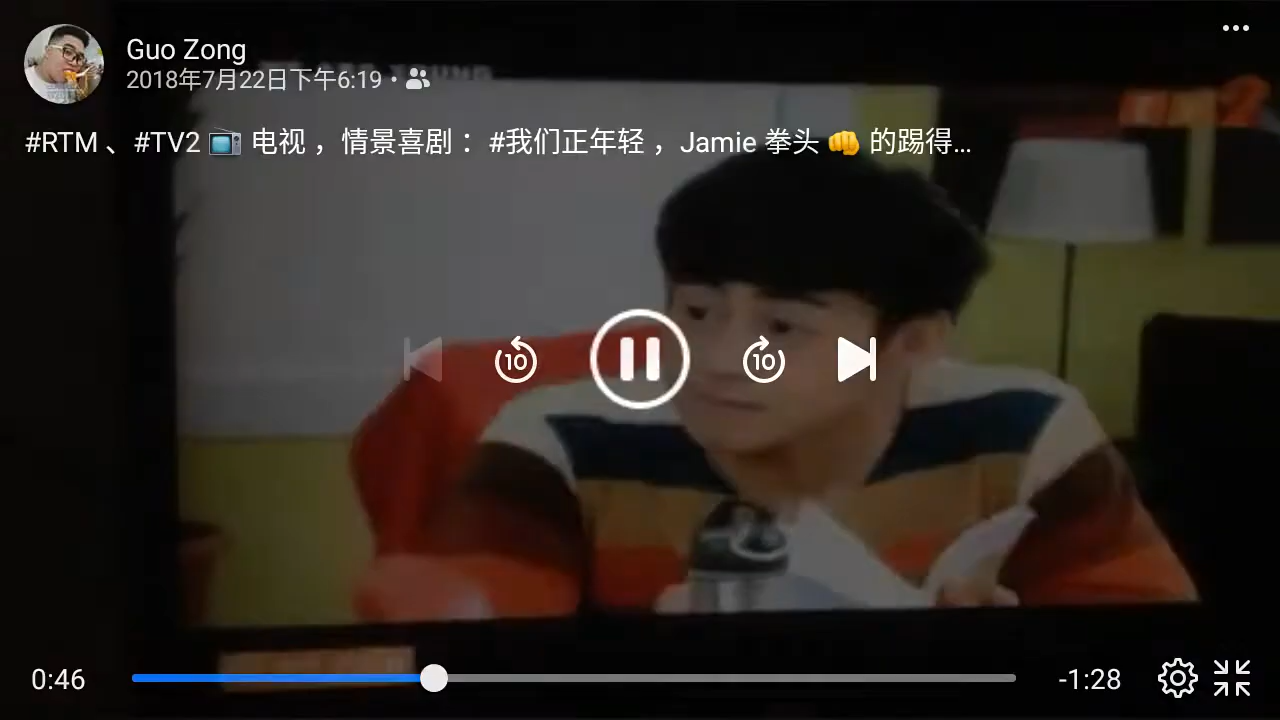 Guo Zong
2018年7月22日下午6:19 •
#RTM 、#TV2 📺 电视 ，情景喜剧 ：#我们正年轻 ，Jamie 拳头 👊 的踢得...
10
10
0:46
-1:28